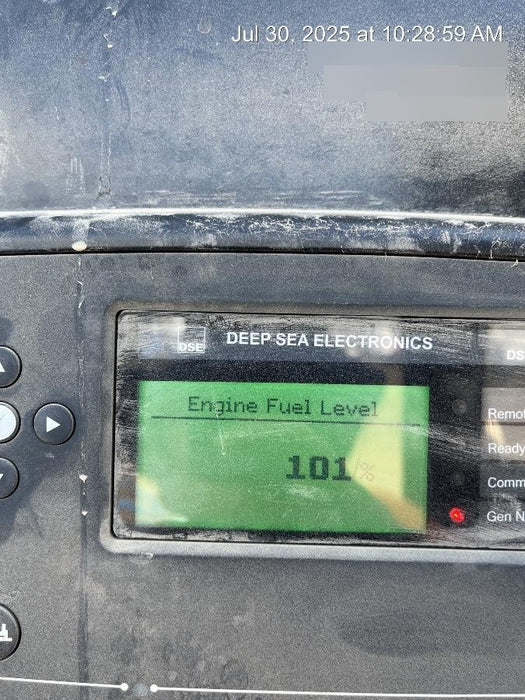 Jul 30, 2025 at 10:28:59 AM
DSE DEEP SEA ELECTRONICS
DS
Engine Fuel Level
101 %
Remot
Ready
Comm
Gen N